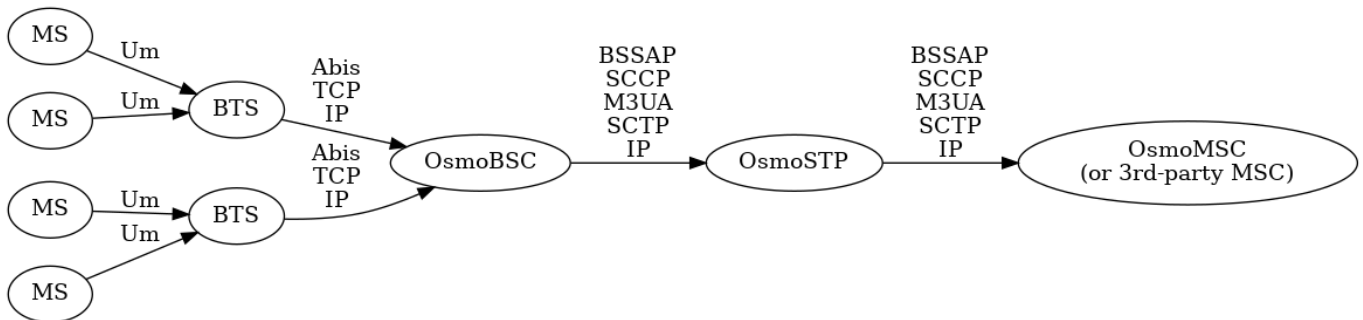 MS
Um
MS
Um
BTS
Abis
TCP
IP
MS
Um
MS
Um
BTS
Abis
TCP
IP
OsmoBSC
BSSAP
SCCP
M3UA
SCTP
IP
OsmoSTP
BSSAP
SCCP
M3UA
SCTP
IP
OsmoMSC
(or 3rd-party MSC)